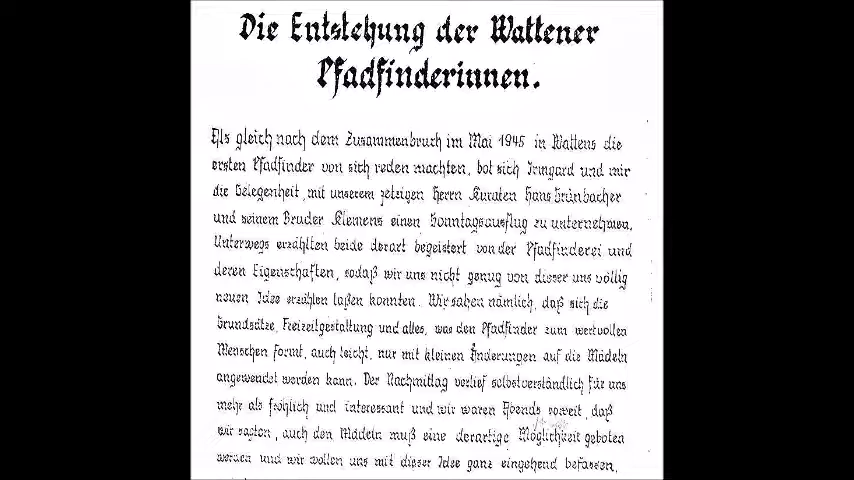 Die Entstehung der Wattener
Pfadfinderinnen.
Als gleich nach dem Zusammenbruch im Mai 1945 in Wattens die
ersten Pfadfinder von sich reden machten, bot sich Irmgard und mir
die Gelegenheit, mit unserem jetzigen Herrn Kuraten Hans Grünbacher
und seinem Bruder Klemens einen Sonntagsausflug zu unternehmen.
Unterwegs erzählten beide derart begeistert von der Pfadfinderei und
deren Eigenschaften, sodaß wir uns nicht genug von dieser uns völlig
neuen Idee erzählen laßen konnten. Wir sahen nämlich, daß sich die
Grundsätze, Freizeitgestaltung und alles, was den Pfadfinder zum wertvollen
Menschen formt, auch leicht, nur mit kleinen Änderungen auf die Mädeln
angewendet werden kann. Der Nachmittag verlief selbstverständlich für uns
mehr als fröhlich und interessant und wir waren Abends soweit, daß
wir sagten, auch den Mädeln muß eine derartige Möglichkeit geboten
werden und wir wollen uns mit dieser Idee ganz eingehend befassen.